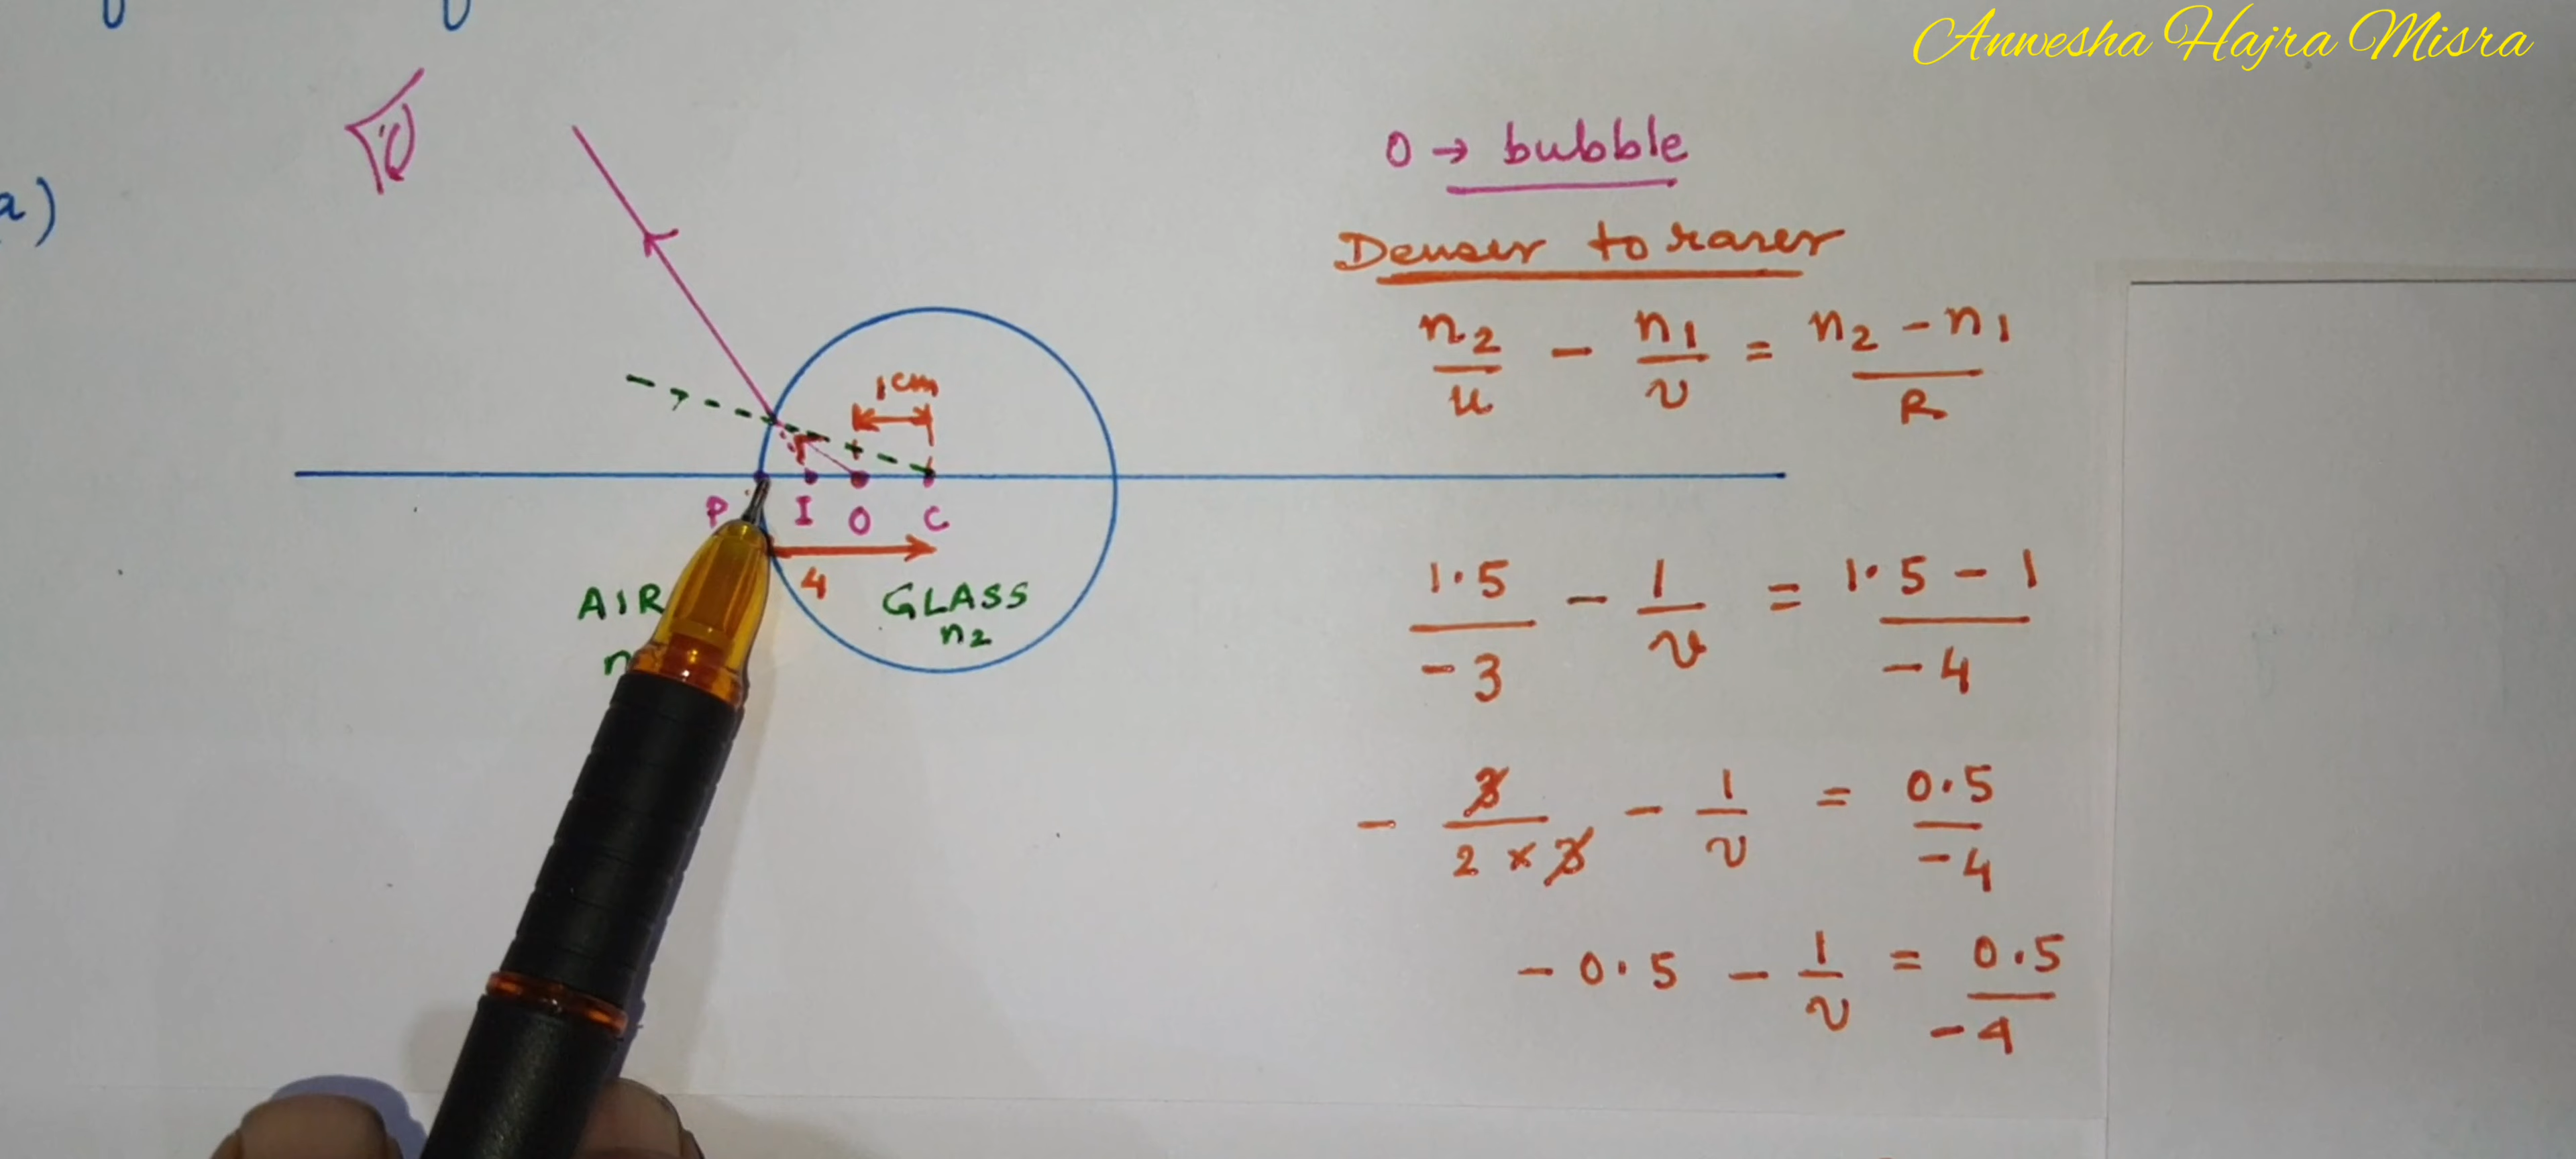 Anwesha Hajra Misra
a)
O → bubble
Denser to rarer
n₂/u - n₁/v = n₂ - n₁/R
1cm
P I O C
4
AIR
GLASS
n₂
1.5/-3 - 1/v = 1.5 - 1/-4
- 3/2 × 3 - 1/v = 0.5/-4
- 0.5 - 1/v = 0.5/-4